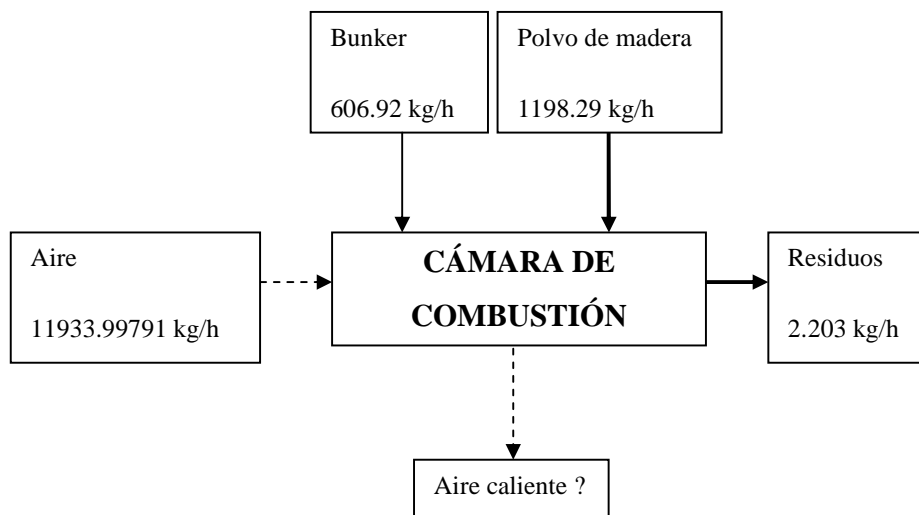 Bunker
606.92 kg/h
Polvo de madera
1198.29 kg/h
Aire
11933.99791 kg/h
CÁMARA DE
COMBUSTIÓN
Residuos
2.203 kg/h
Aire caliente ?